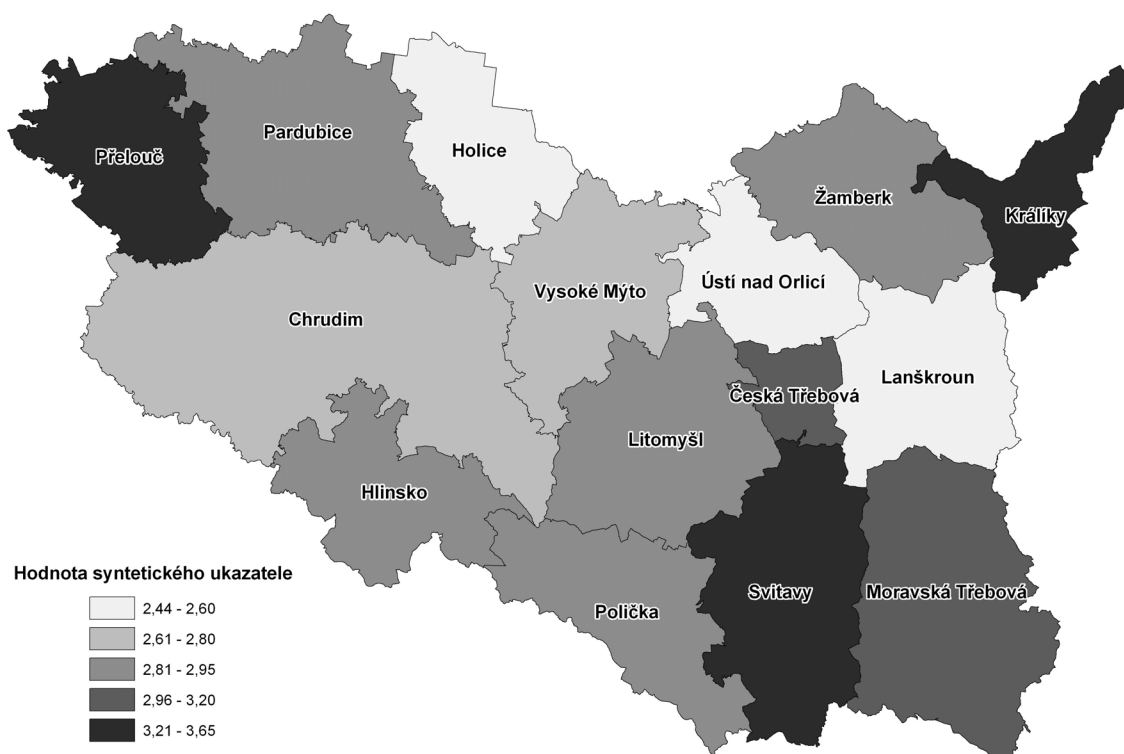 Pardubice
Holice
Přelouč
Žamberk
Králíky
Ústí nad Orlicí
Vysoké Mýto
Chrudim
Lanškroun
Česká Třebová
Litomyšl
Hlinsko
Svitavy
Moravská Třebová
Polička
Hodnota syntetického ukazatele
2,44 - 2,60
2,61 - 2,80
2,81 - 2,95
2,96 - 3,20
3,21 - 3,65